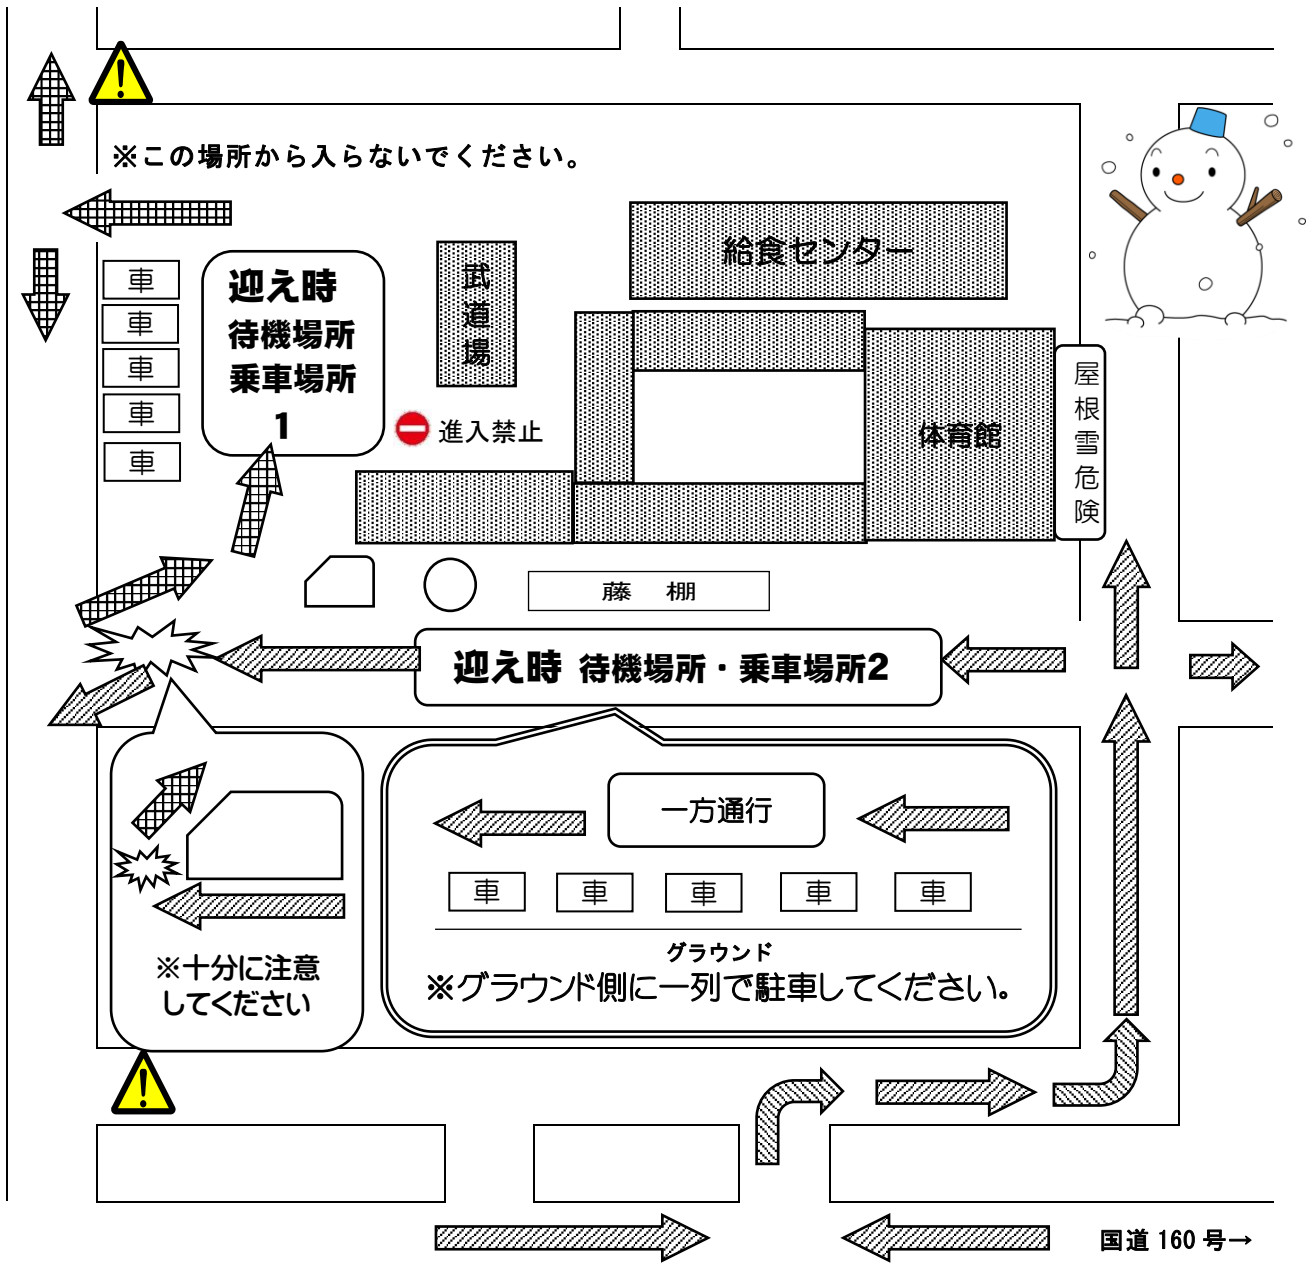 ※この場所から入らないでください。
給食センター
武道場
車
車
車
車
車
迎え時
待機場所
乗車場所
1
進入禁止
体育館
屋根雪危険
藤 棚
迎え時 待機場所・乗車場所2
一方通行
車 車 車 車 車
グラウンド
※グラウンド側に一列で駐車してください。
※十分に注意
してください
国道 160 号→